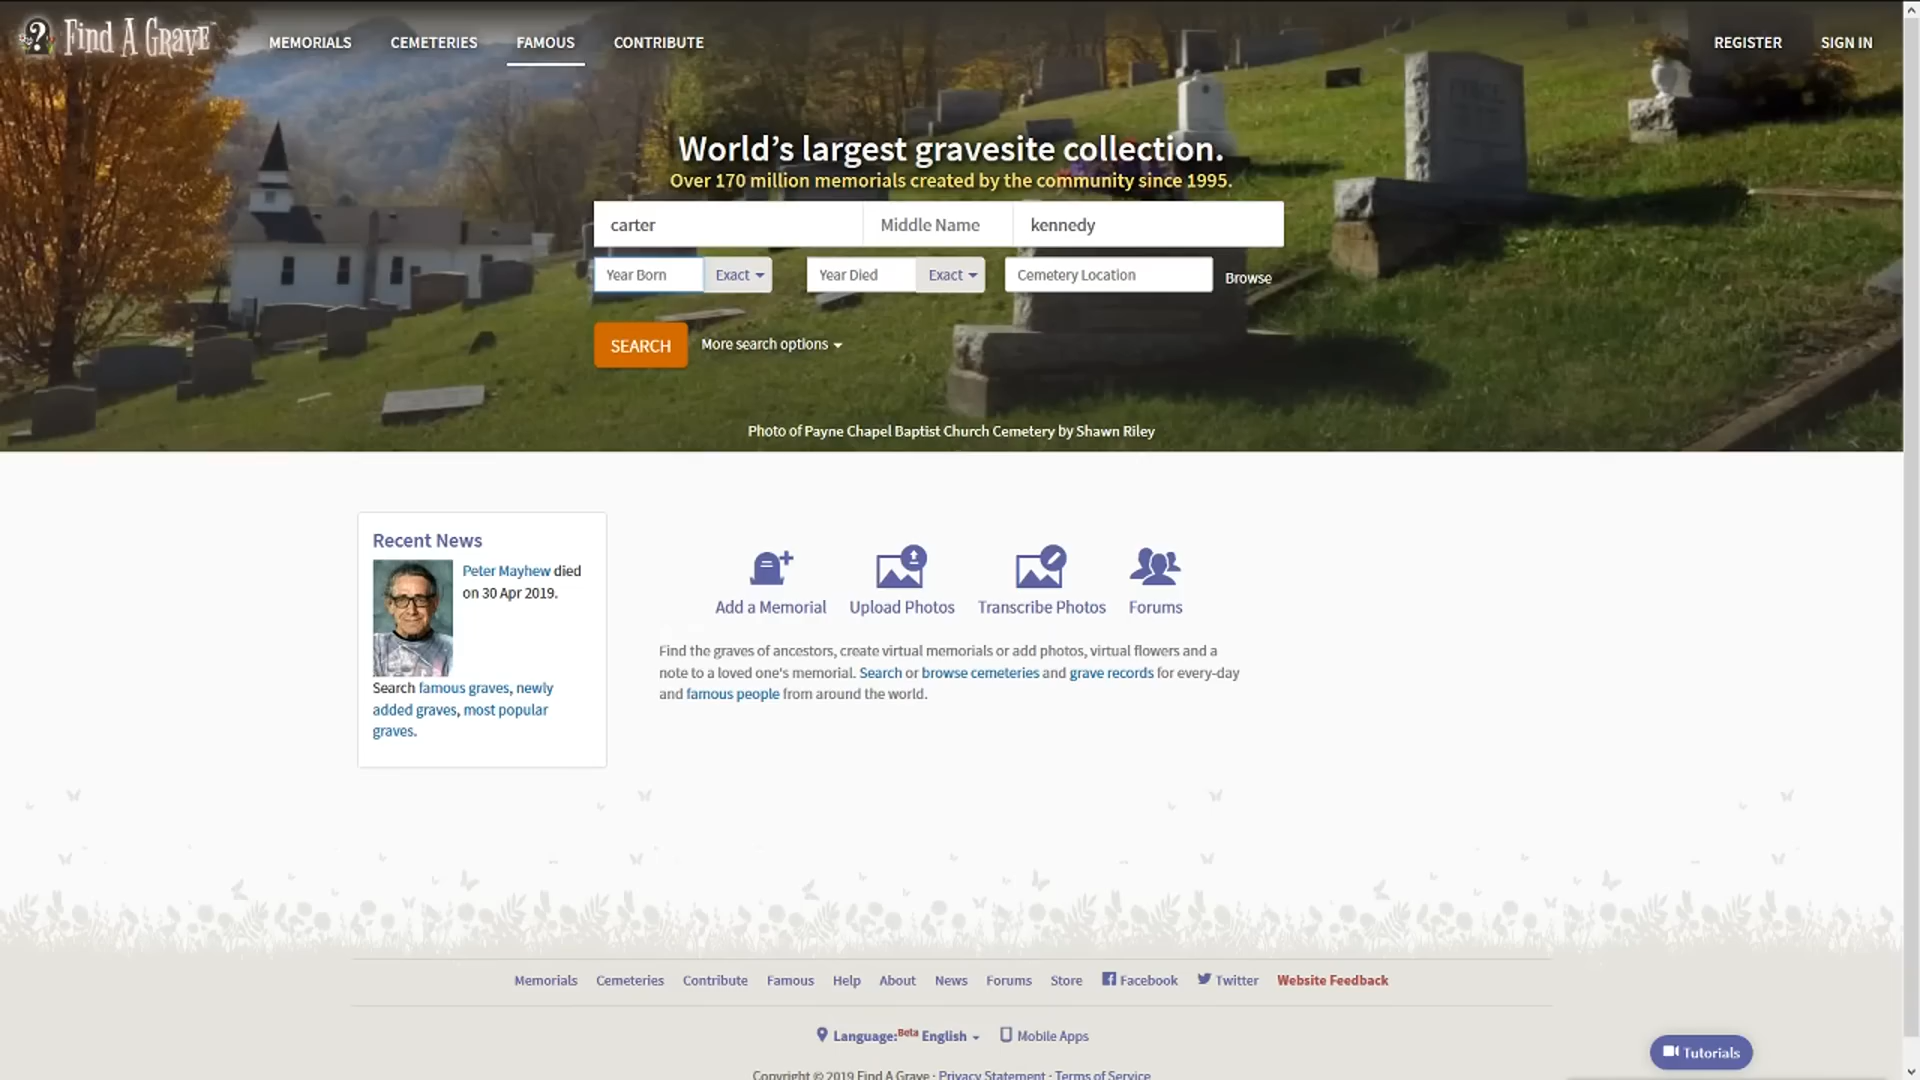 Find A Grave
MEMORIALS
CEMETERIES
FAMOUS
CONTRIBUTE
REGISTER
SIGN IN
World's largest gravesite collection.
Over 170 million memorials created by the community since 1995.
carter
Middle Name
kennedy
Year Born
Exact
Year Died
Exact
Cemetery Location
Browse
SEARCH
More search options
Photo of Payne Chapel Baptist Church Cemetery by Shawn Riley
Recent News
Peter Mayhew died
on 30 Apr 2019.
Search famous graves, newly
added graves, most popular
graves.
Add a Memorial
Upload Photos
Transcribe Photos
Forums
Find the graves of ancestors, create virtual memorials or add photos, virtual flowers and a
note to a loved one's memorial. Search or browse cemeteries and grave records for every-day
and famous people from around the world.
Memorials
Cemeteries
Contribute
Famous
Help
About
News
Forums
Store
Facebook
Twitter
Website Feedback
Language:Beta English
Mobile Apps
Tutorials
Copyright © 2019 Find A Grave · Privacy Statement · Terms of Service